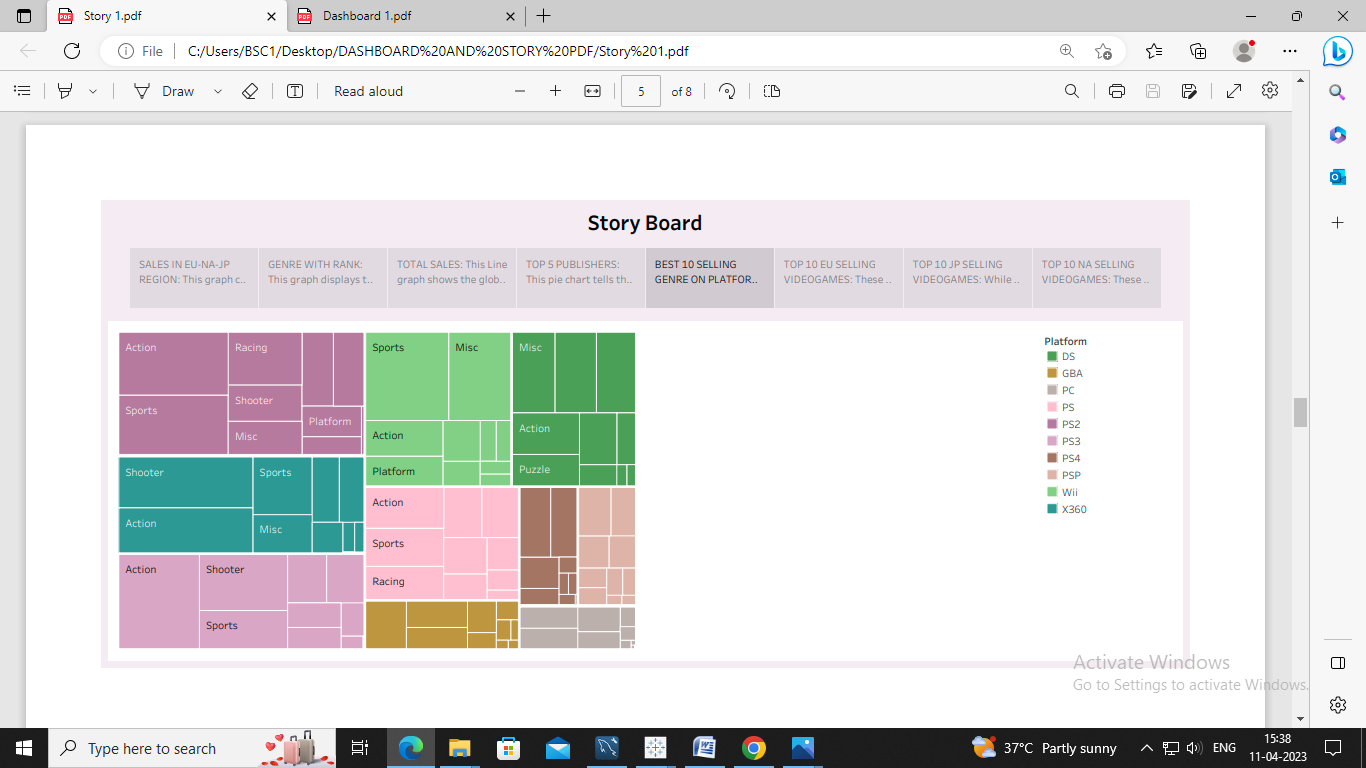 Story 1.pdf
Dashboard 1.pdf
File
C:/Users/BSC1/Desktop/DASHBOARD%20AND%20STORY%20PDF/Story%201.pdf
Draw
Read aloud
5
of 8
Story Board
SALES IN EU-NA-JP
REGION: This graph c..
GENRE WITH RANK:
This graph displays t..
TOTAL SALES: This Line
graph shows the glob..
TOP 5 PUBLISHERS:
This pie chart tells th..
BEST 10 SELLING
GENRE ON PLATFOR..
TOP 10 EU SELLING
VIDEOGAMES: These ..
TOP 10 JP SELLING
VIDEOGAMES: While ..
TOP 10 NA SELLING
VIDEOGAMES: These ..
Action
Racing
Sports
Shooter
Misc
Platform
Sports
Misc
Action
Platform
Misc
Action
Puzzle
Shooter
Sports
Action
Misc
Action
Sports
Racing
Action
Shooter
Sports
Platform
DS
GBA
PC
PS
PS2
PS3
PS4
PSP
Wii
X360
Activate Windows
Go to Settings to activate Windows.
Type here to search
37°C Partly sunny
ENG
15:38
11-04-2023